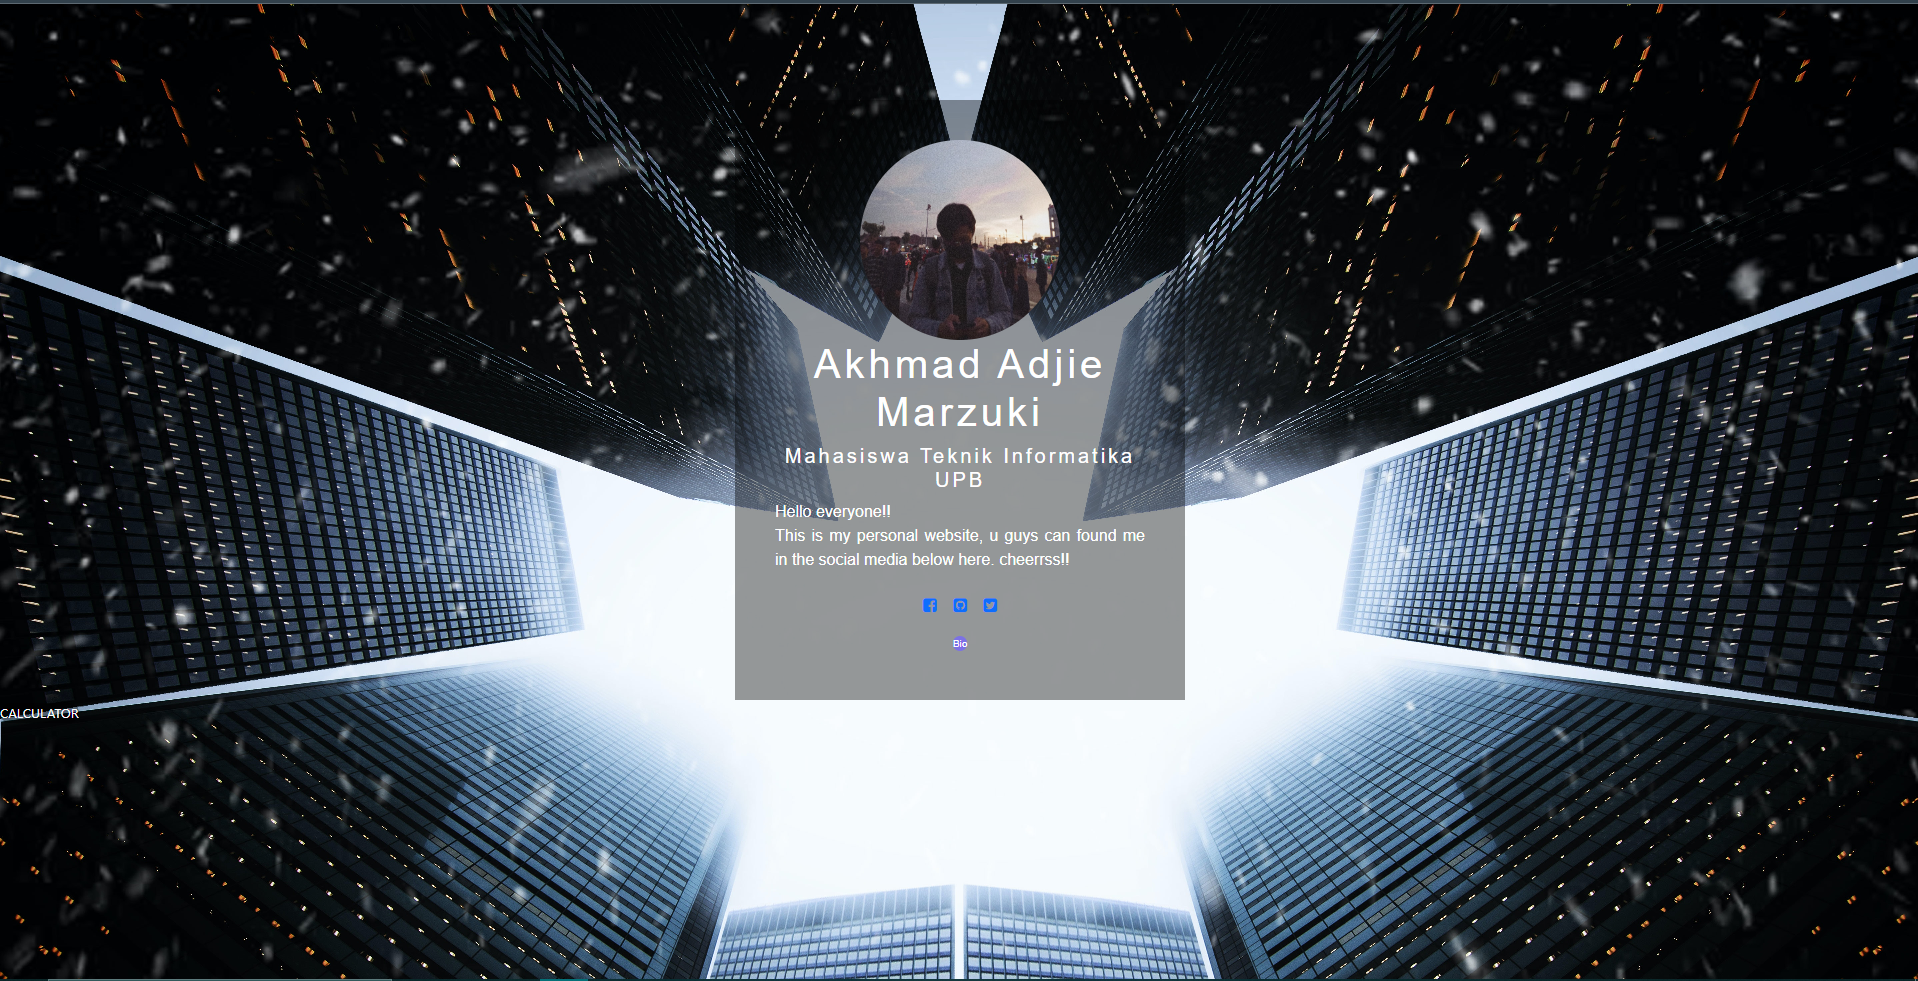 Akhmad Adjie
Marzuki
Mahasiswa Teknik Informatika
UPB
Hello everyone!!
This is my personal website, u guys can found me
in the social media below here. cheerrss!!
Bio
CALCULATOR